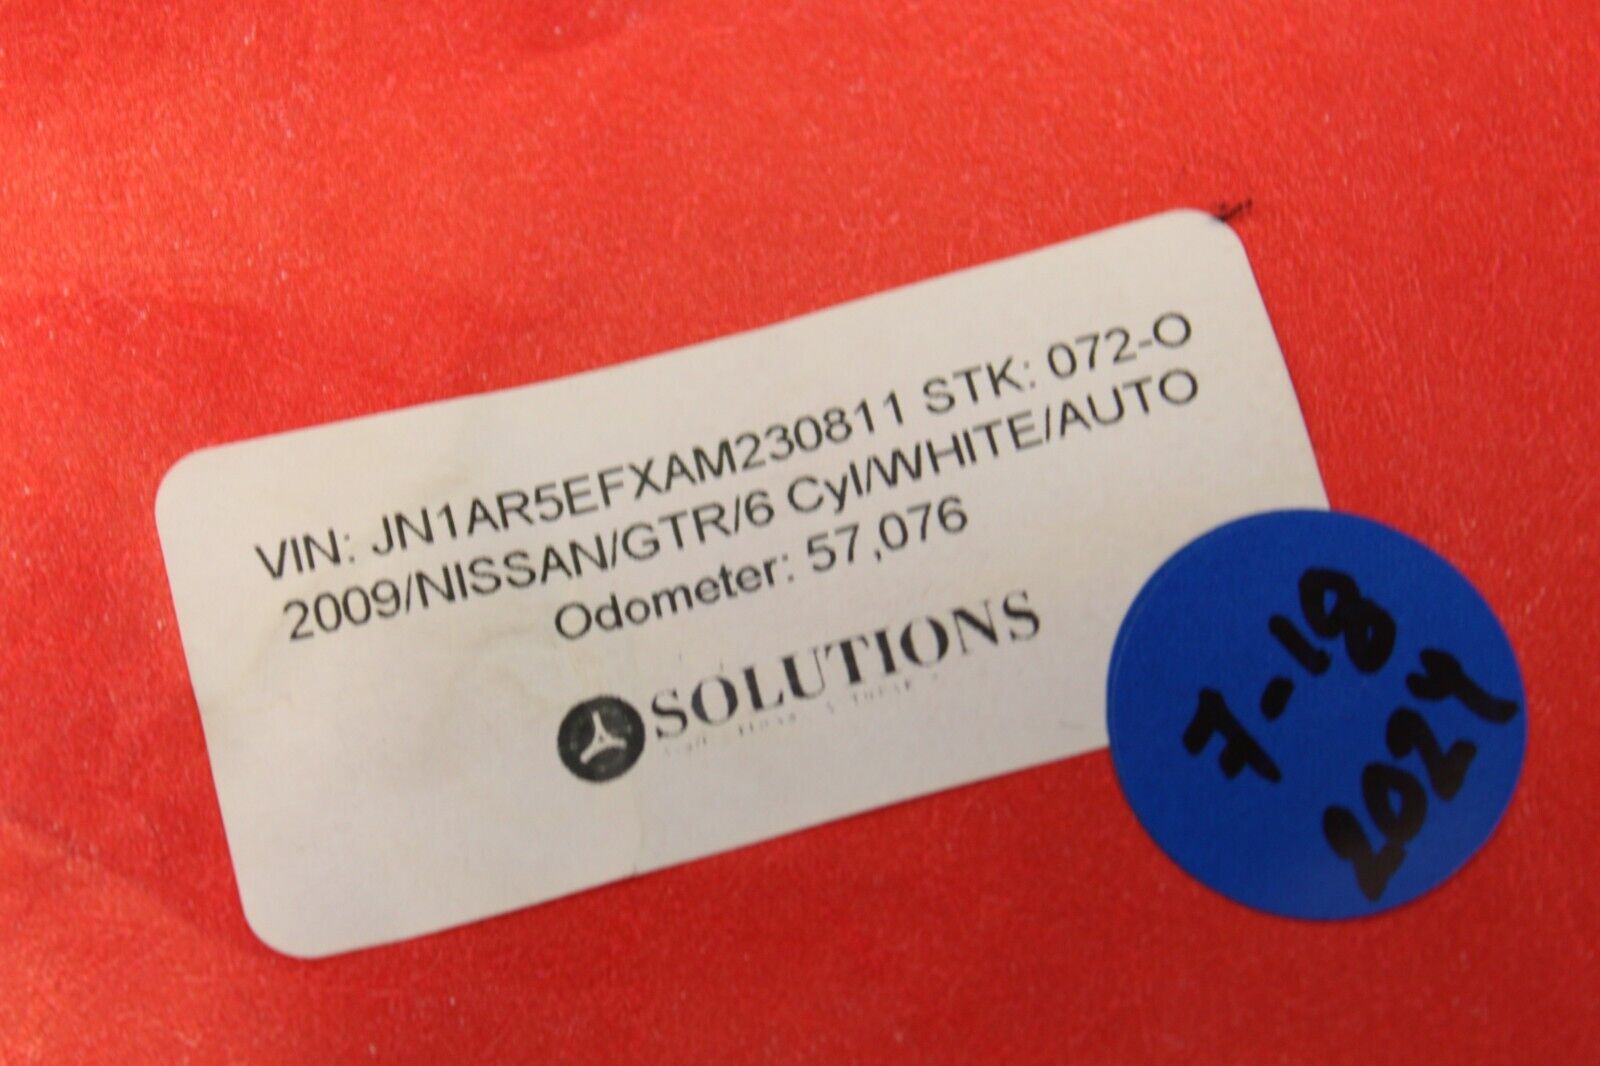 VIN: JN1AR5EFXAM230811 STK: 072-O
2009/NISSAN/GTR/6 Cyl/WHITE/AUTO
Odometer: 57,076
SOLUTIONS
7-18
2024